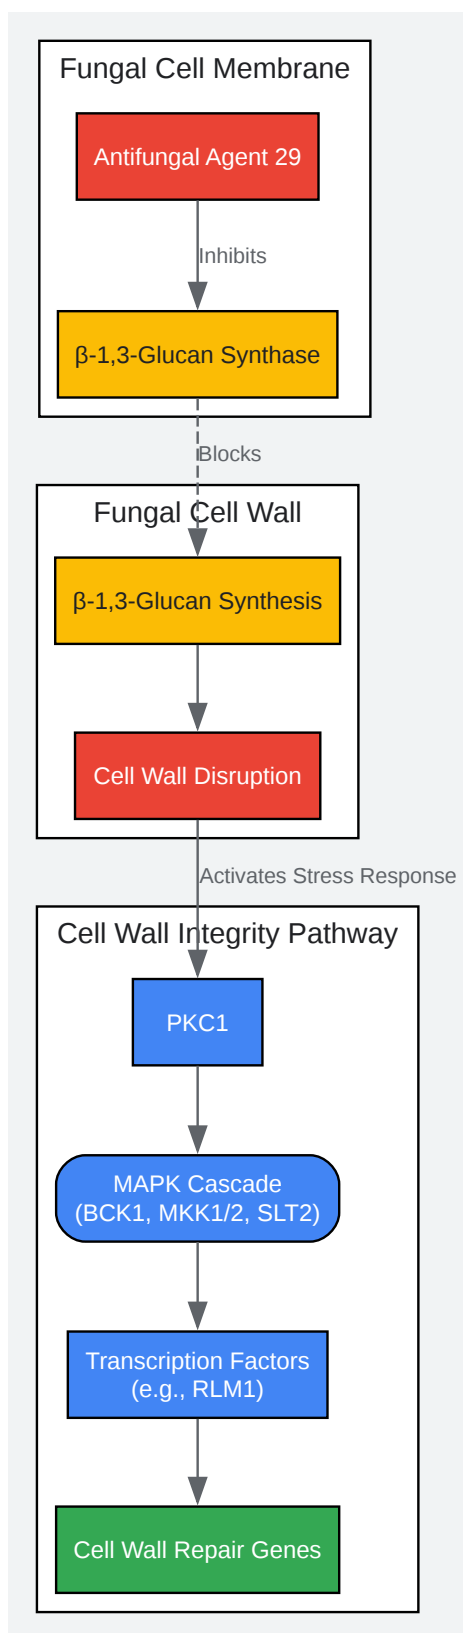 Fungal Cell Membrane
Antifungal Agent 29
Inhibits
β-1,3-Glucan Synthase
Blocks
Fungal Cell Wall
β-1,3-Glucan Synthesis
Cell Wall Disruption
Activates Stress Response
Cell Wall Integrity Pathway
PKC1
MAPK Cascade
(BCK1, MKK1/2, SLT2)
Transcription Factors
(e.g., RLM1)
Cell Wall Repair Genes